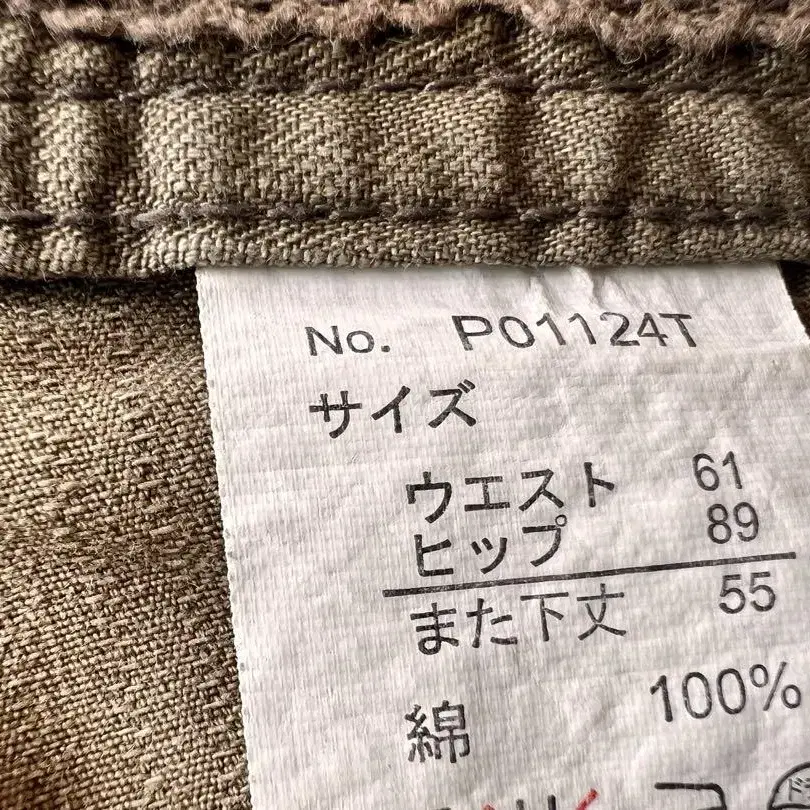 No. P01124T
サイズ
ウエスト 61
ヒップ 89
また下丈 55
綿 100%